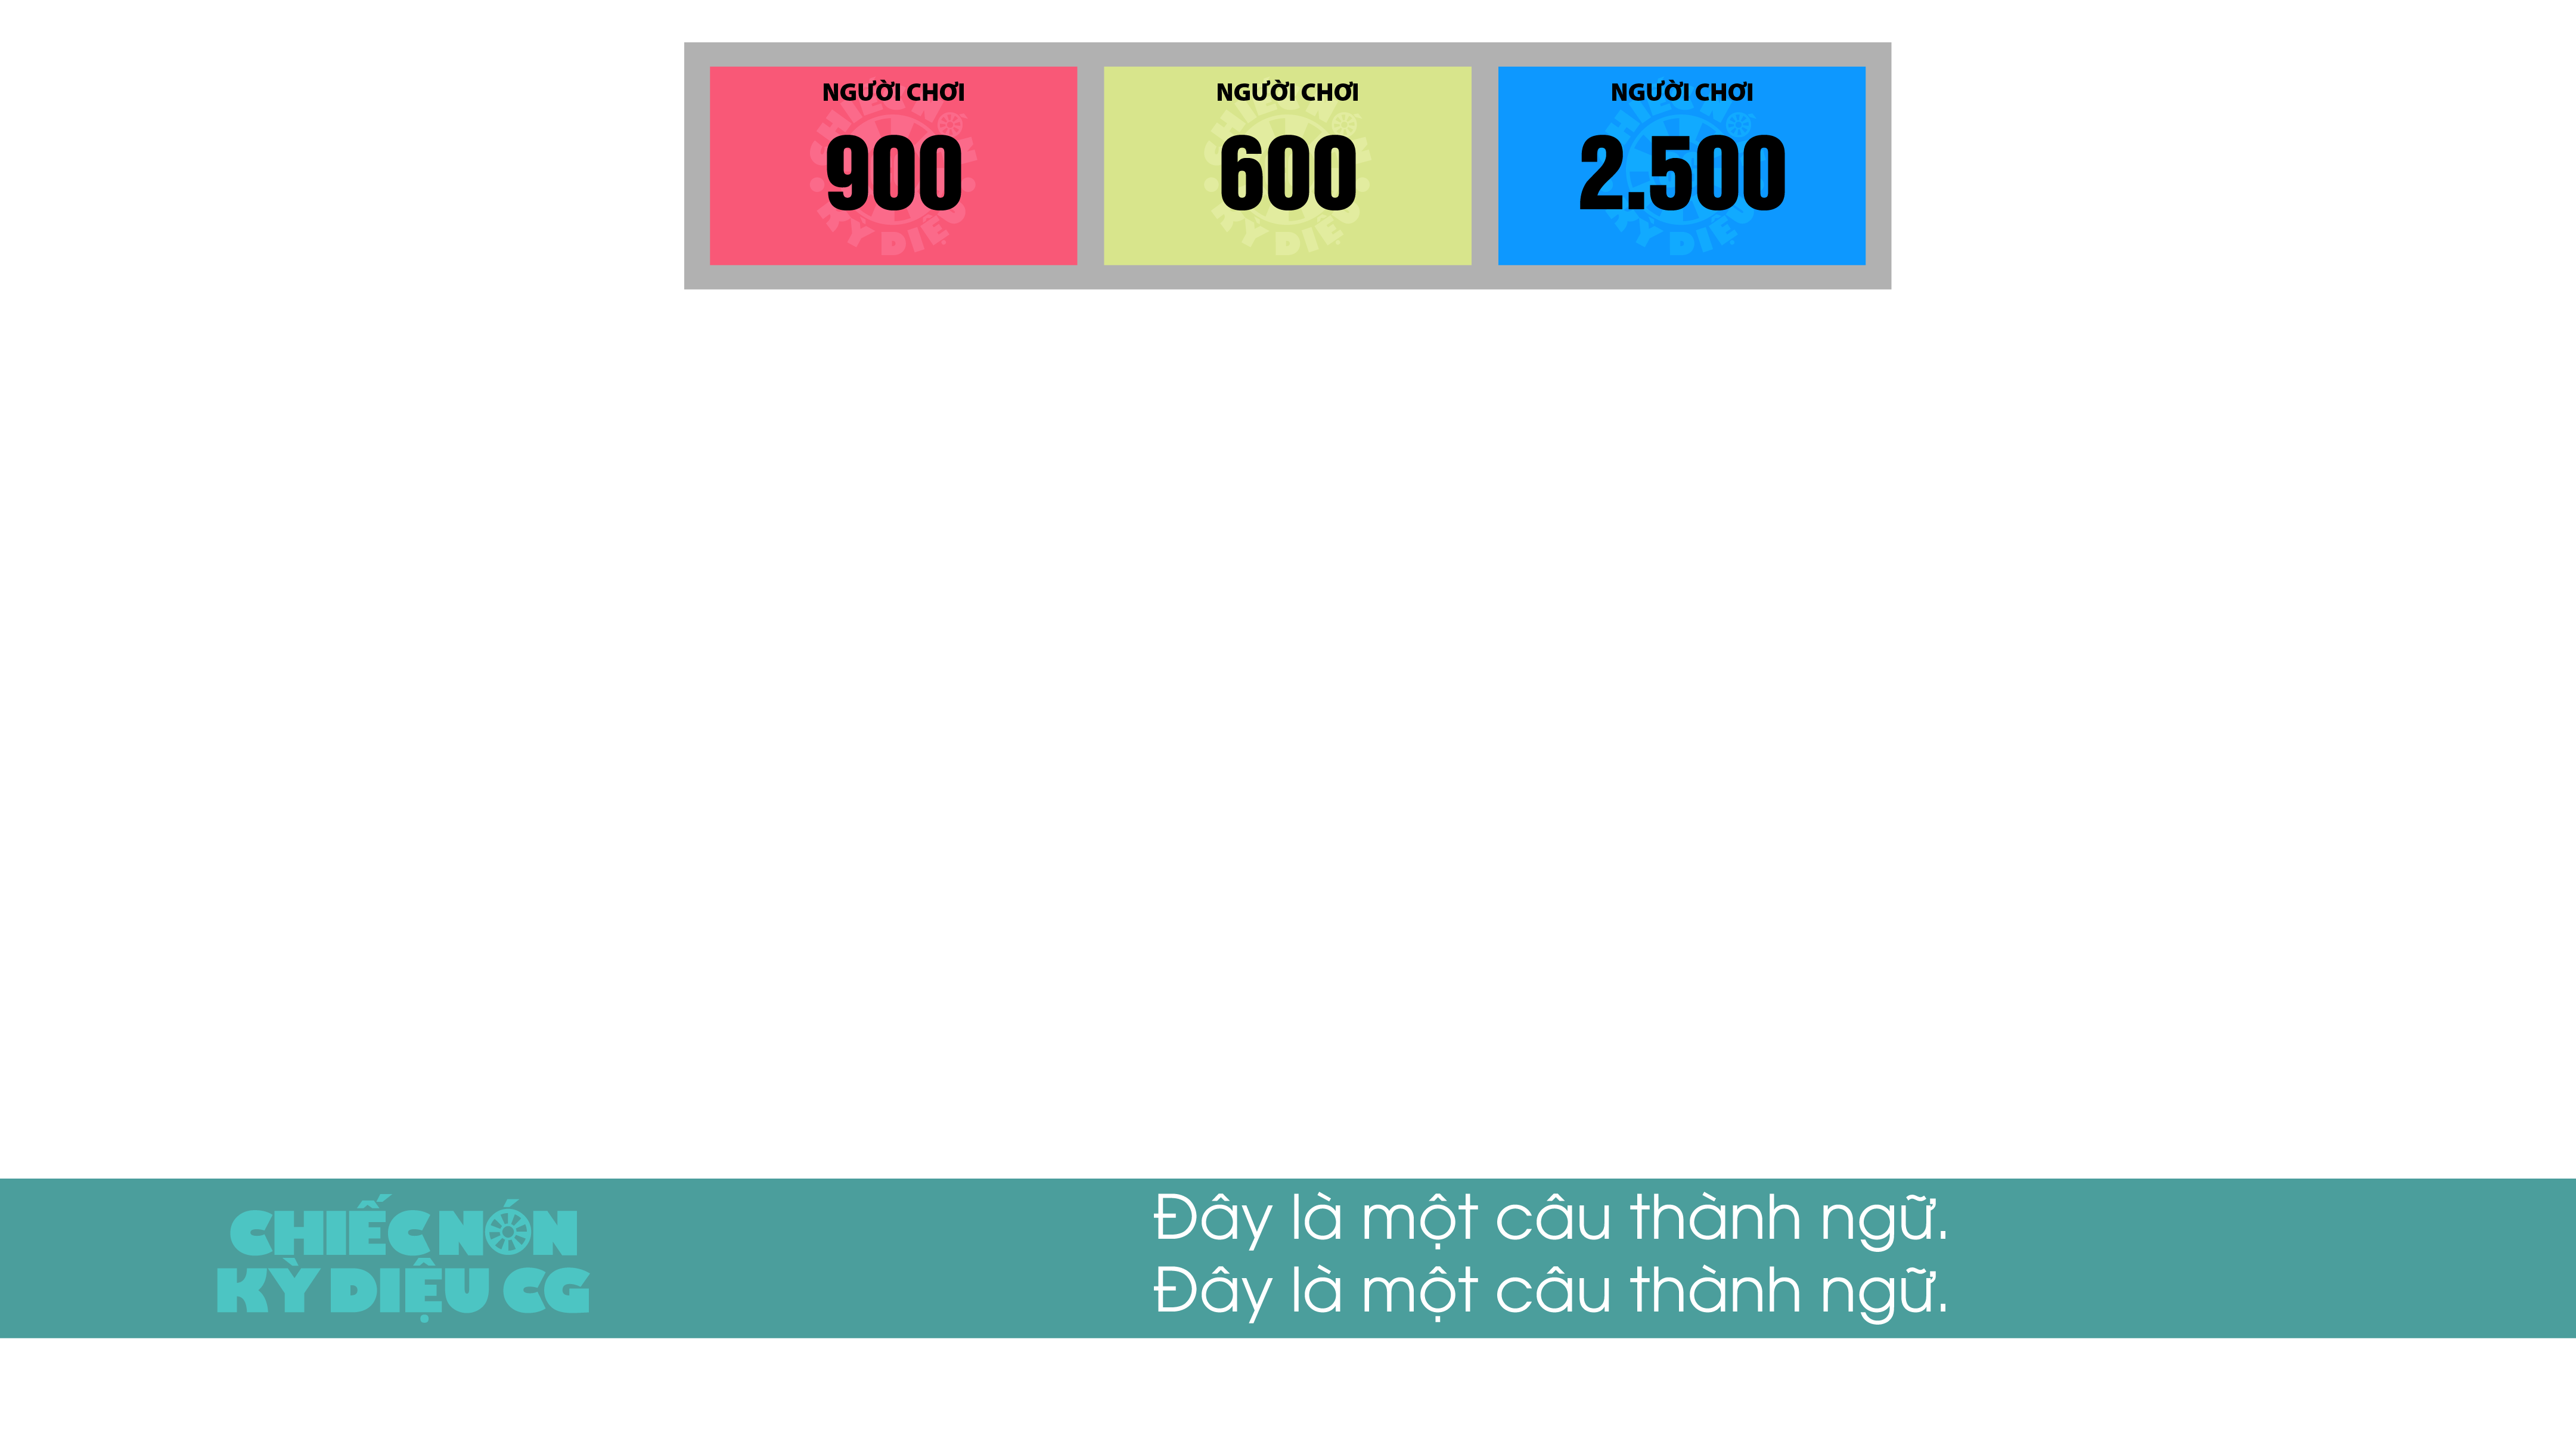 NGƯỜI CHƠI
900
NGƯỜI CHƠI
600
NGƯỜI CHƠI
2.500
CHIẾC NÓN
KỲ DIỆU CG
Đây là một câu thành ngữ.
Đây là một câu thành ngữ.